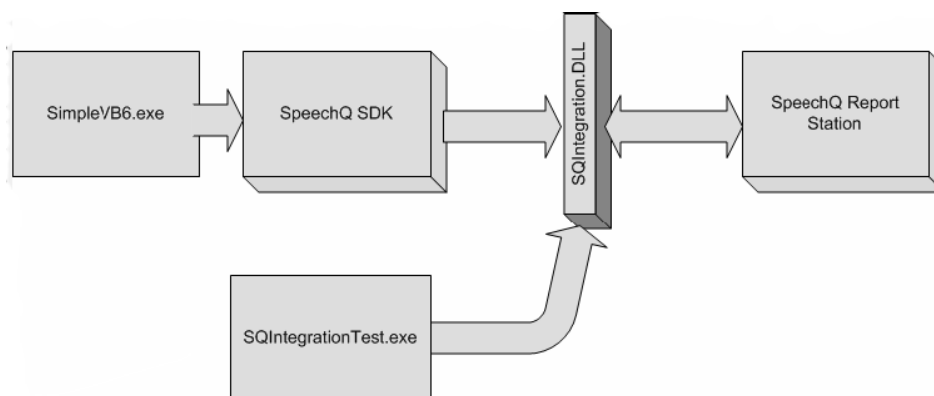 SimpleVB6.exe
SpeechQ SDK
SQIntegration.DLL
SpeechQ Report
Station
SQIntegrationTest.exe